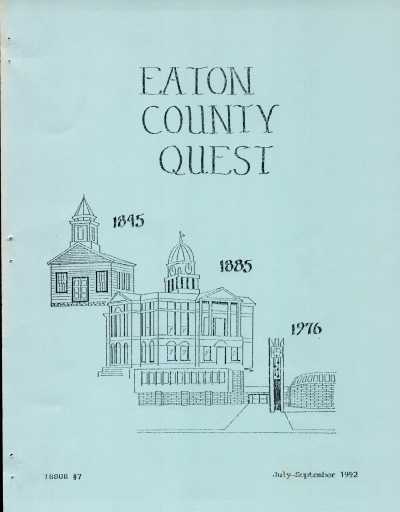 EATON
COUNTY
QUEST
1845
1885
1976
ISSUE #7
July-September 1992